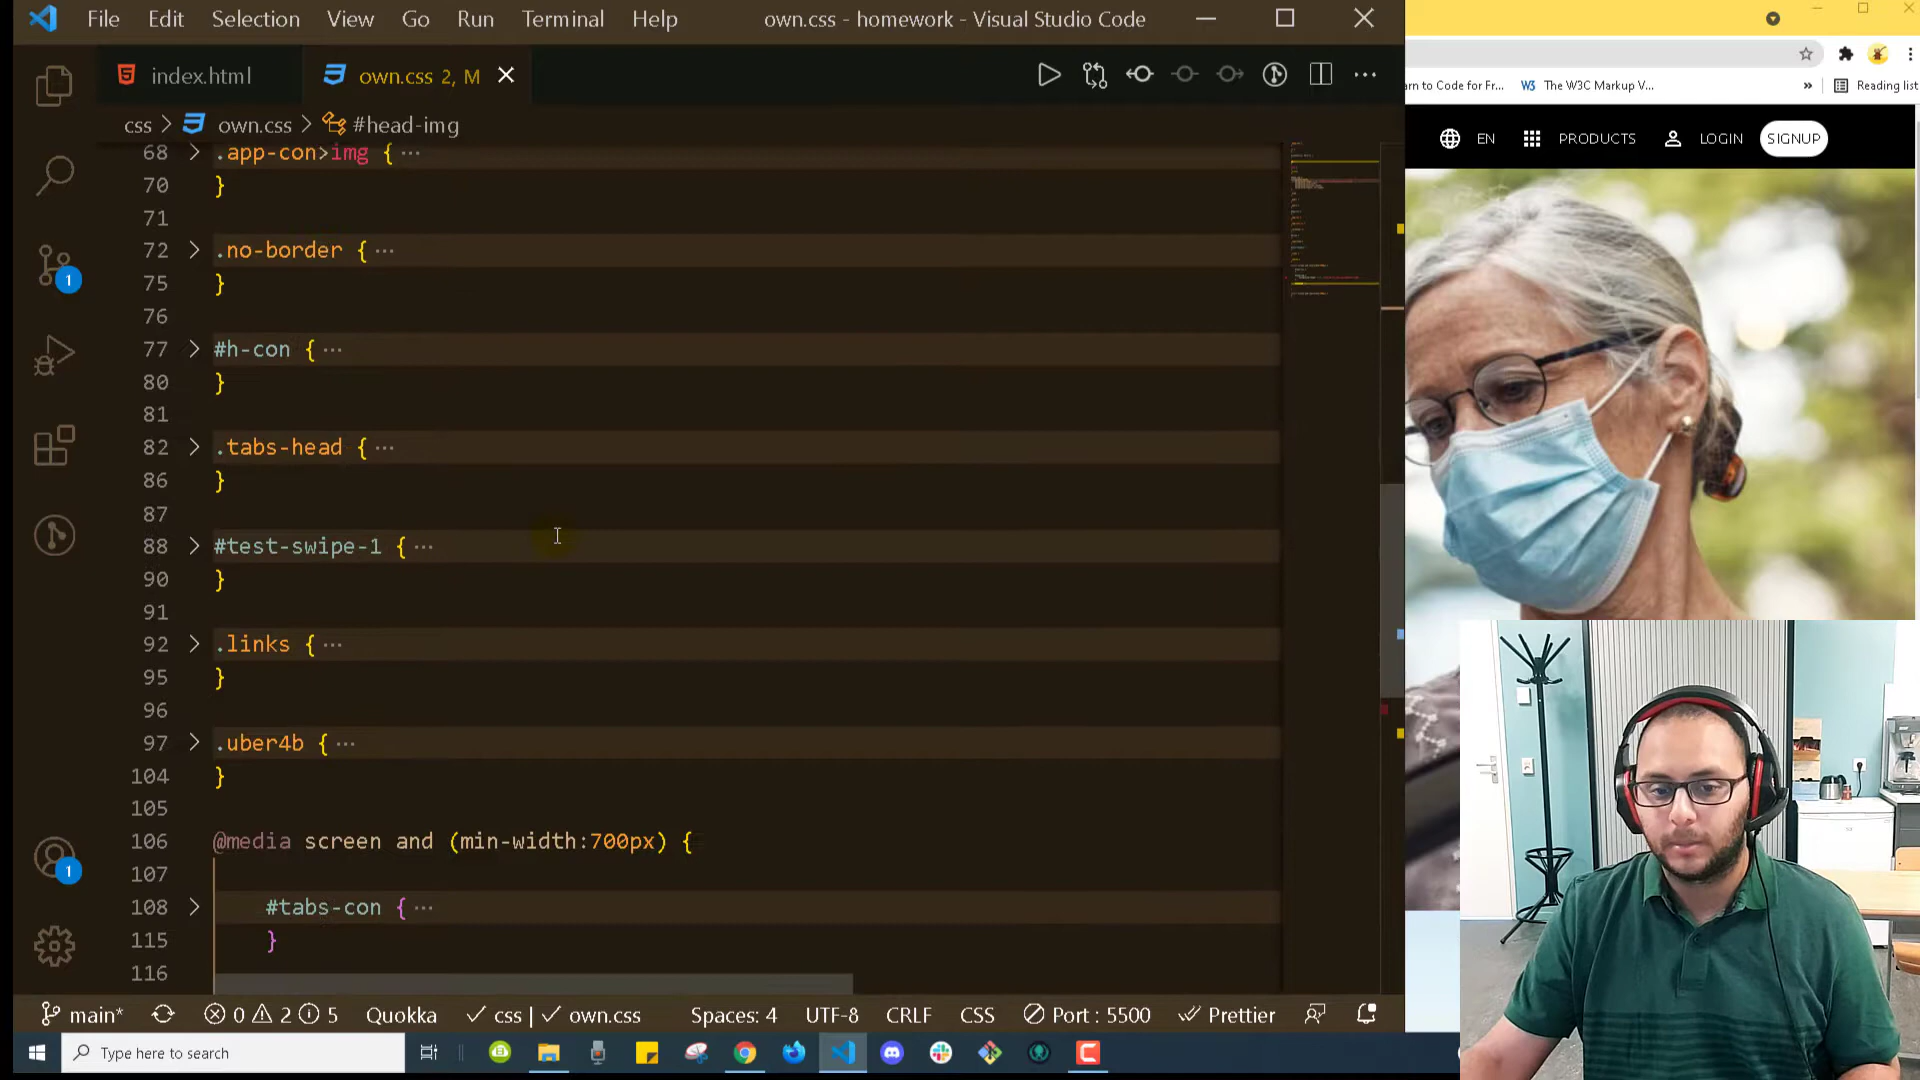 File Edit Selection View Go Run Terminal Help own.css - homework - Visual Studio Code
index.html own.css 2, M
css > own.css > #head-img
68 .app-con>img { ···
70 }
71
72 .no-border { ···
75 }
76
77 #h-con { ···
80 }
81
82 .tabs-head { ···
86 }
87
88 #test-swipe-1 { ···
90 }
91
92 .links { ···
95 }
96
97 .uber4b { ···
104 }
105
106 @media screen and (min-width:700px) {
107
108 #tabs-con { ···
115 }
116
1
1
main* 0 2 5 Quokka css | own.css Spaces: 4 UTF-8 CRLF CSS Port : 5500 Prettier
Type here to search
rn to Code for Fr... W3 The W3C Markup V... » Reading list
EN PRODUCTS LOGIN SIGNUP